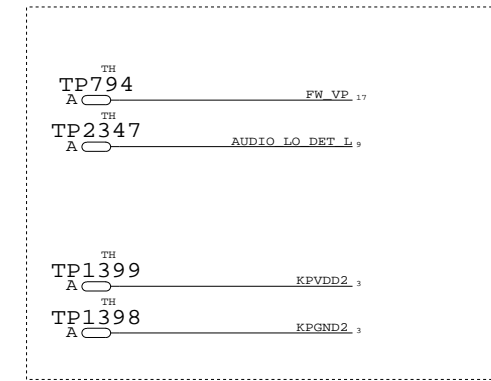 TH
TP794
A FW_VP 17
TH
TP2347
A AUDIO_LO_DET_L 9
TH
TP1399
A KPVDD2 3
TH
TP1398
A KPGND2 3